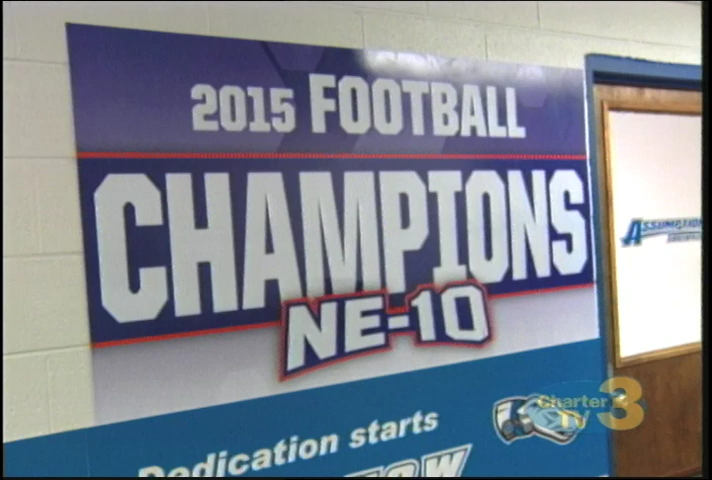 2015 FOOTBALL
CHAMPIONS
NE-10
ASSUMPTION
Dedication starts
Charter
TV 3